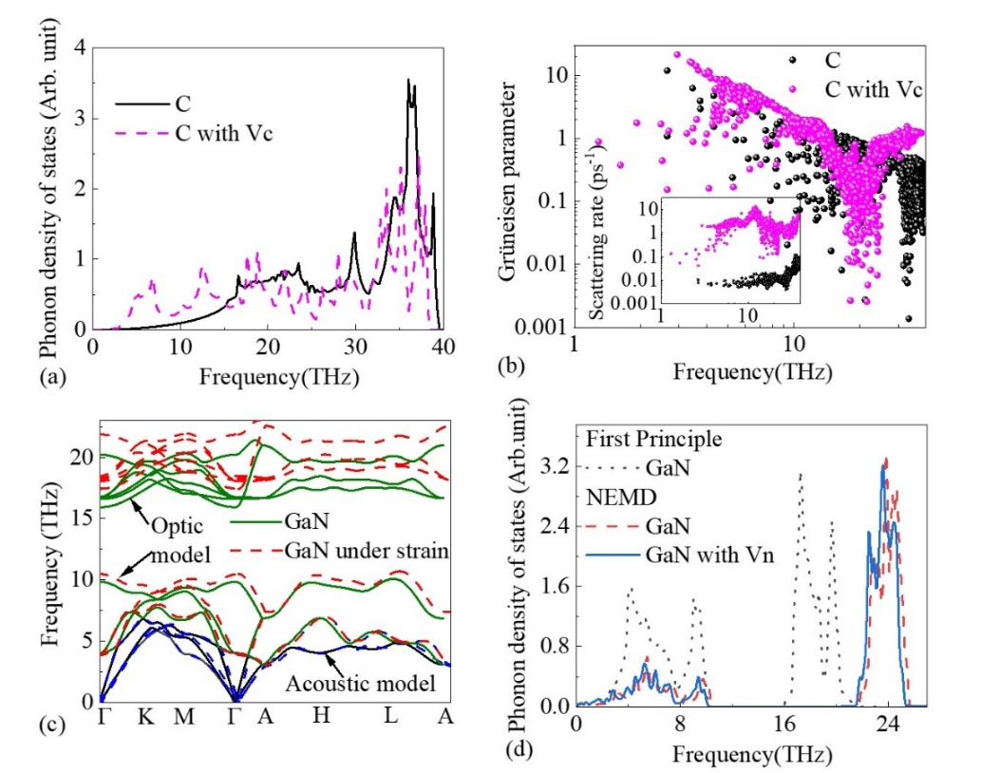 Phonon density of states (Arb. unit)
4
3
2
1
0
C
C with Vc
0 10 20 30 40
Frequency(THz)
(a)
Grüneisen parameter
10
1
0.1
0.01
0.001
C
C with Vc
Scattering rate (ps⁻¹)
10
1
0.1
0.01
0.001
1 10
1 10
Frequency(THz)
(b)
Frequency (THz)
20
15
10
5
0
Optic
model
GaN
GaN under strain
Acoustic model
Γ K M Γ A H L A
(c)
Phonon density of states (Arb.unit)
3.2
2.4
1.6
0.8
0.0
First Principle
GaN
NEMD
GaN
GaN with Vn
0 8 16 24
Frequency(THz)
(d)